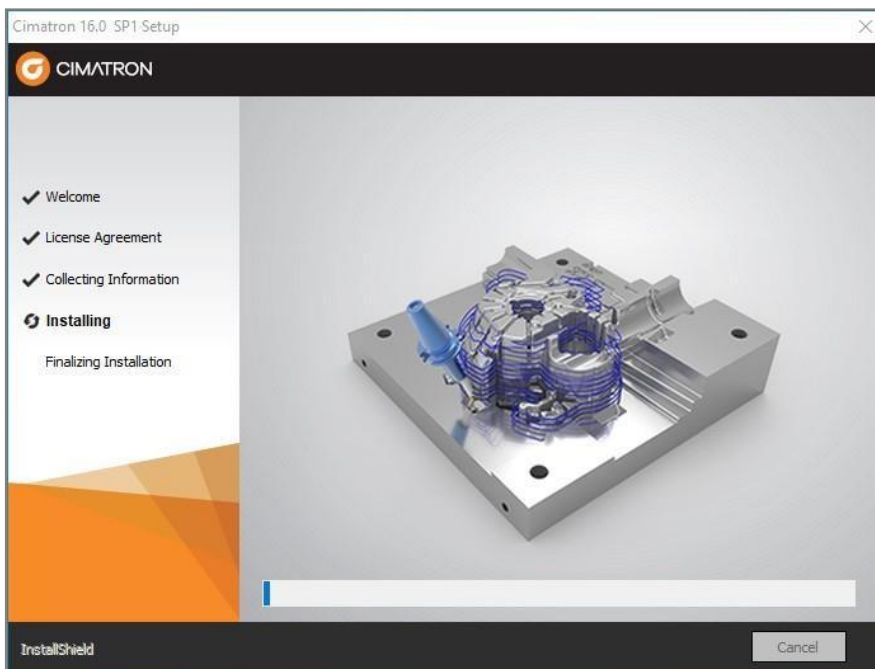 Cimatron 16.0 SP1 Setup
CIMATRON
Welcome
License Agreement
Collecting Information
Installing
Finalizing Installation
InstallShield
Cancel